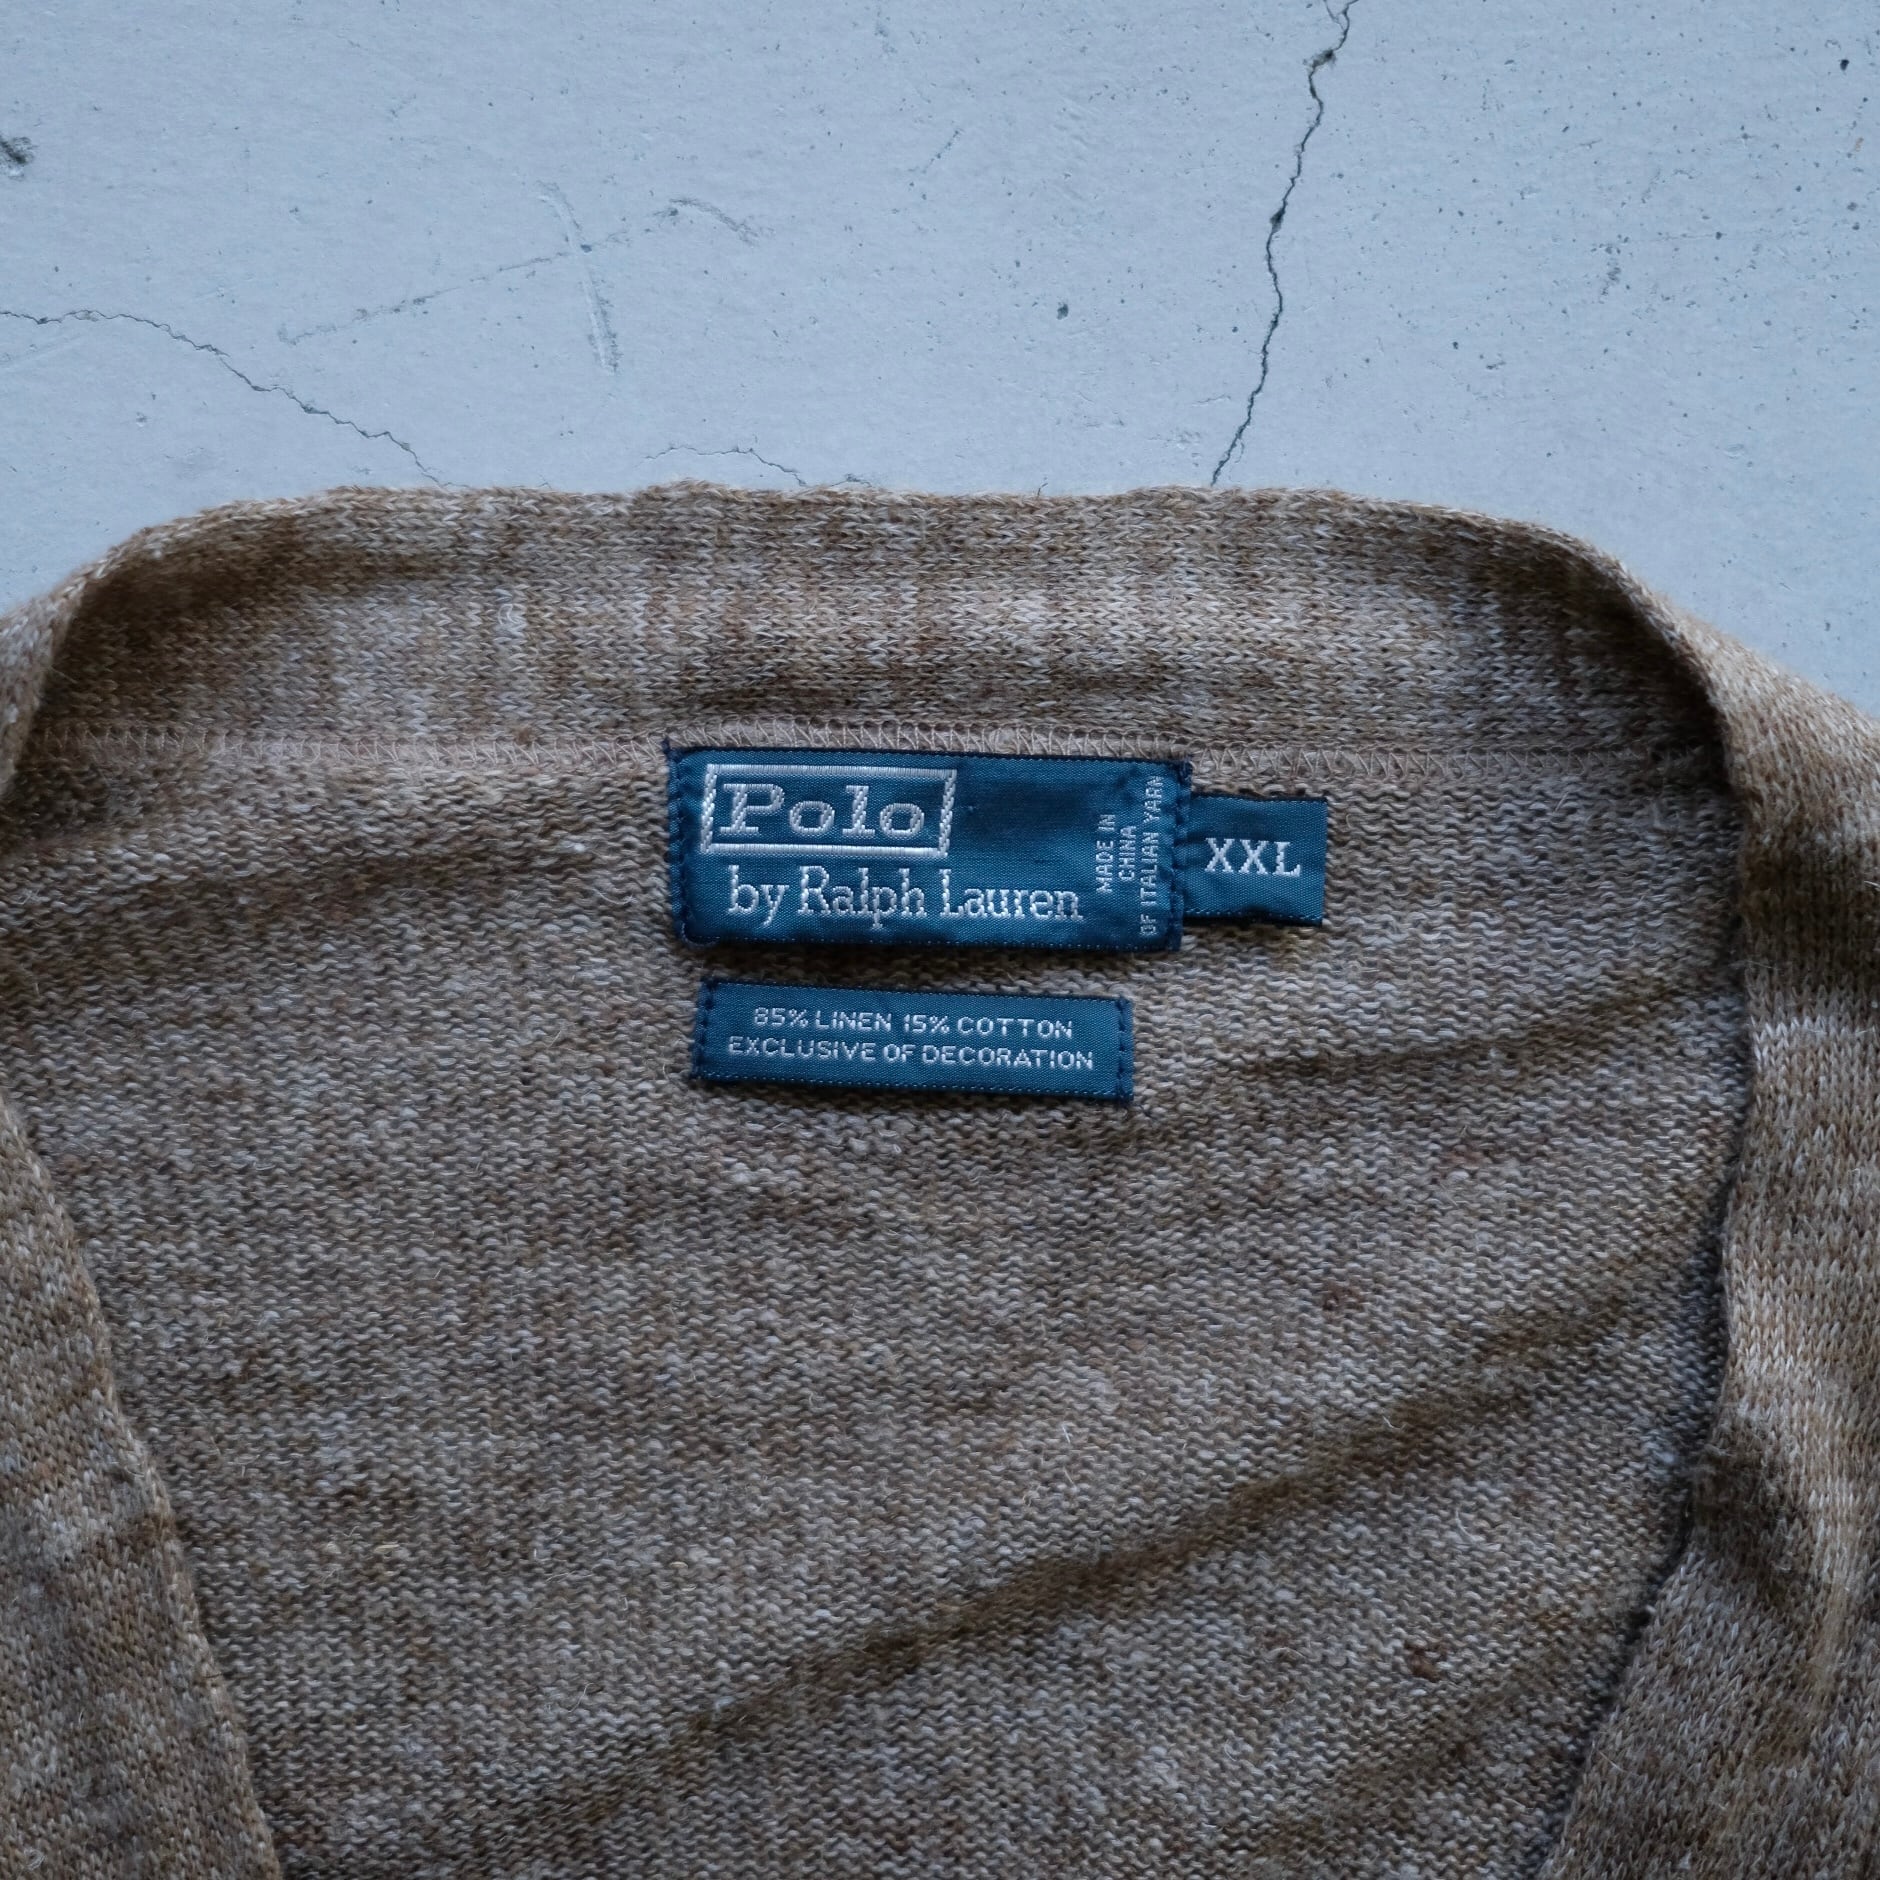 Polo
by Ralph Lauren
MADE IN
CHINA
OF ITALIAN YARN
XXL
85% LINEN 15% COTTON
EXCLUSIVE OF DECORATION